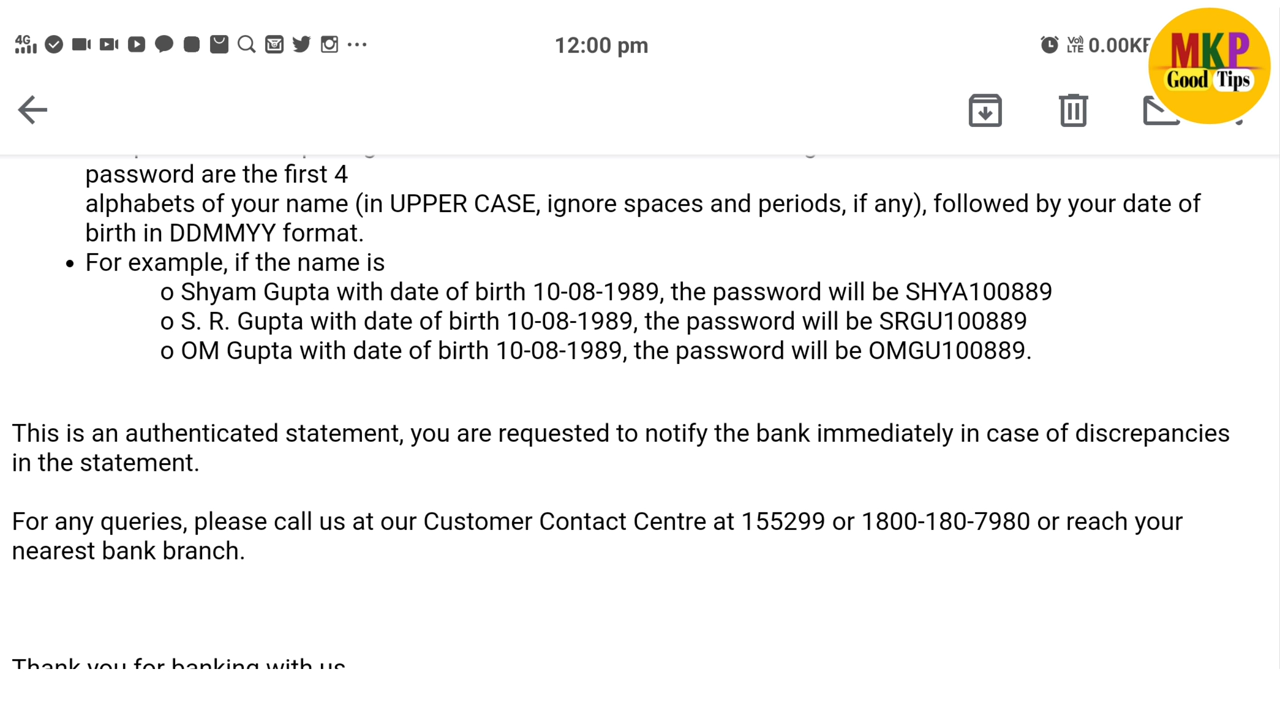 4G 12:00 pm Vo) LTE 0.00K
MKP
Good Tips
password are the first 4
alphabets of your name (in UPPER CASE, ignore spaces and periods, if any), followed by your date of
birth in DDMMYY format.
• For example, if the name is
o Shyam Gupta with date of birth 10-08-1989, the password will be SHYA100889
o S. R. Gupta with date of birth 10-08-1989, the password will be SRGU100889
o OM Gupta with date of birth 10-08-1989, the password will be OMGU100889.
This is an authenticated statement, you are requested to notify the bank immediately in case of discrepancies
in the statement.
For any queries, please call us at our Customer Contact Centre at 155299 or 1800-180-7980 or reach your
nearest bank branch.
Thank you for banking with us